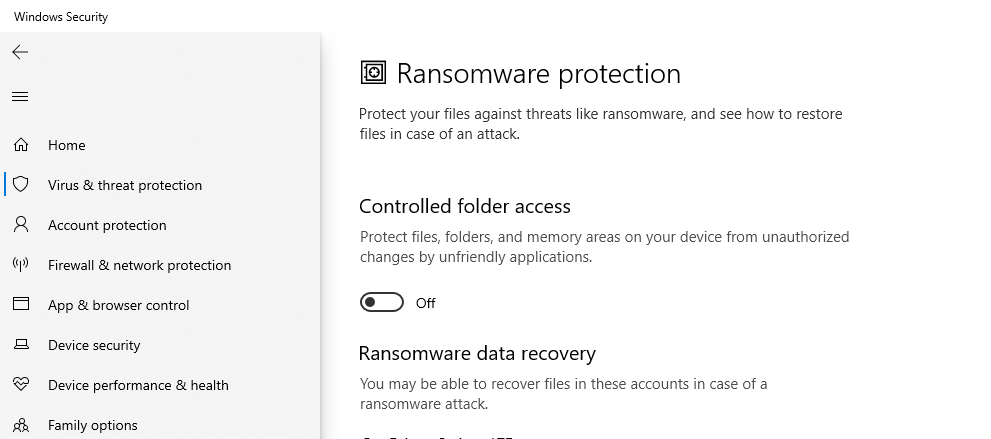 Windows Security
Home
Virus & threat protection
Account protection
Firewall & network protection
App & browser control
Device security
Device performance & health
Family options
Ransomware protection
Protect your files against threats like ransomware, and see how to restore
files in case of an attack.
Controlled folder access
Protect files, folders, and memory areas on your device from unauthorized
changes by unfriendly applications.
Off
Ransomware data recovery
You may be able to recover files in these accounts in case of a
ransomware attack.